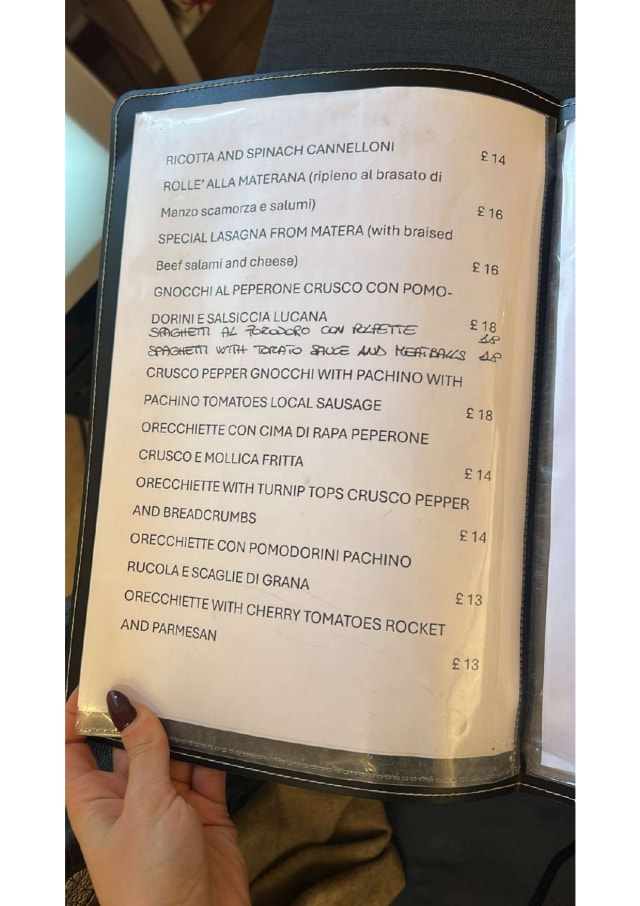 RICOTTA AND SPINACH CANNELLONI £ 14
ROLLE' ALLA MATERANA (ripieno al brasato di
Manzo scamorza e salumi) £ 16
SPECIAL LASAGNA FROM MATERA (with braised
Beef salami and cheese) £ 16
GNOCCHI AL PEPERONE CRUSCO CON POMO-
DORINI E SALSICCIA LUCANA £ 18
SPAGHETTI AL POMODORO CON POLPETTE 18
SPAGHETTI WITH TOMATO SAUCE AND MEATBALLS 18
CRUSCO PEPPER GNOCCHI WITH PACHINO WITH
PACHINO TOMATOES LOCAL SAUSAGE £ 18
ORECCHIETTE CON CIMA DI RAPA PEPERONE
CRUSCO E MOLLICA FRITTA £ 14
ORECCHIETTE WITH TURNIP TOPS CRUSCO PEPPER
AND BREADCRUMBS £ 14
ORECCHIETTE CON POMODORINI PACHINO
RUCOLA E SCAGLIE DI GRANA £ 13
ORECCHIETTE WITH CHERRY TOMATOES ROCKET
AND PARMESAN £ 13